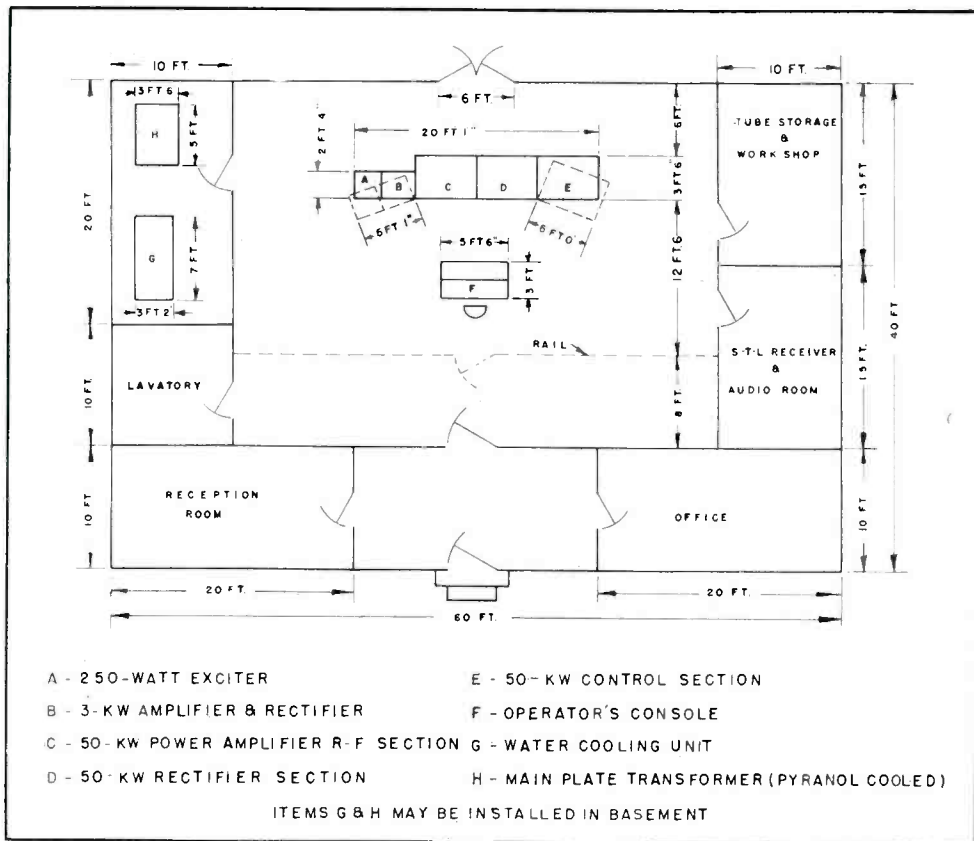 10 FT.
10 FT.
3 FT 6
6 FT.
H
5 FT
20 FT 1"
2 FT 4"
6 FT
TUBE STORAGE
&
WORK SHOP
A
B
C
D
E
3 FT 6
15 FT
20 FT
5 FT 1"
6 FT 0"
G
7 FT
5 FT 6"
F
3 FT
12 FT 6
3 FT 2"
40 FT
RAIL
S-T-L RECEIVER
&
AUDIO ROOM
LAVATORY
10 FT.
8 FT.
15 FT.
RECEPTION
ROOM
OFFICE
10 FT
10 FT
20 FT.
20 FT.
60 FT.
A - 250-WATT EXCITER
B - 3-KW AMPLIFIER & RECTIFIER
C - 50-KW POWER AMPLIFIER R-F SECTION
D - 50-KW RECTIFIER SECTION
E - 50-KW CONTROL SECTION
F - OPERATOR'S CONSOLE
G - WATER COOLING UNIT
H - MAIN PLATE TRANSFORMER (PYRANOL COOLED)
ITEMS G & H MAY BE INSTALLED IN BASEMENT